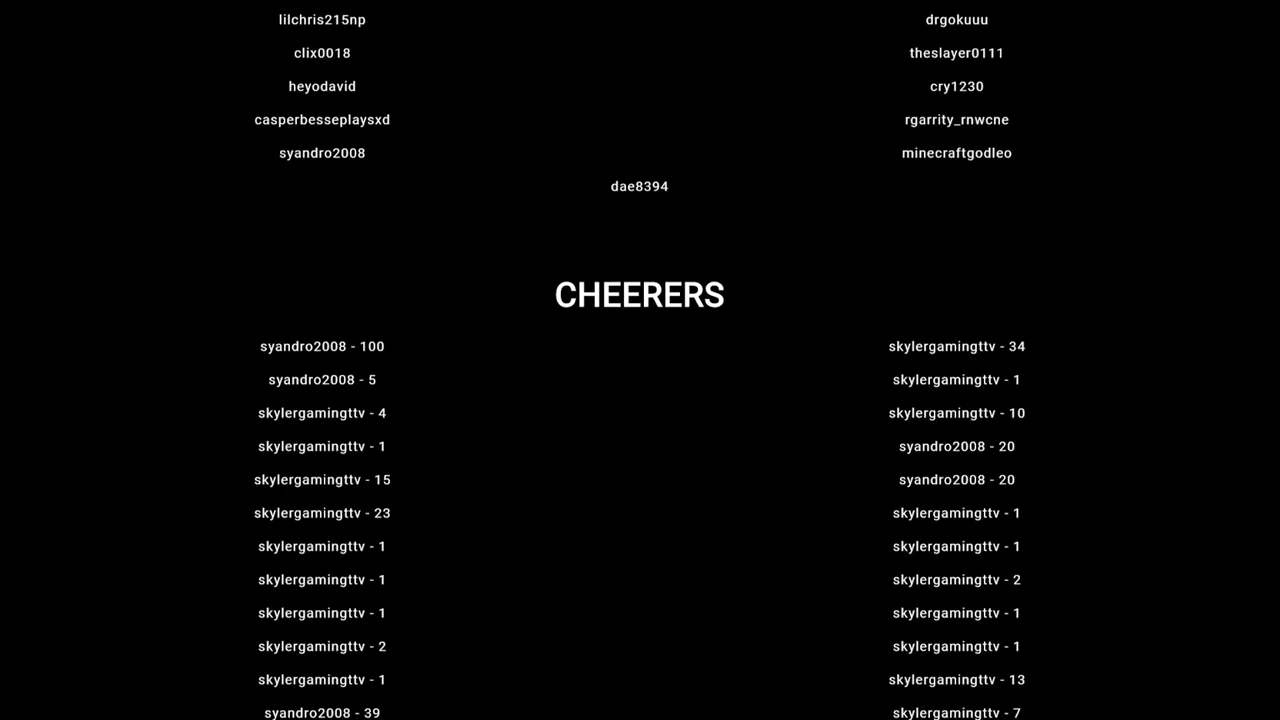 lilchris215np drgokuuu
clix0018 theslayer0111
heyodavid cry1230
casperbesseplaysxd rgarrity_rnwcne
syandro2008 minecraftgodleo
dae8394
CHEERERS
syandro2008 - 100 skylergamingttv - 34
syandro2008 - 5 skylergamingttv - 1
skylergamingttv - 4 skylergamingttv - 10
skylergamingttv - 1 syandro2008 - 20
skylergamingttv - 15 syandro2008 - 20
skylergamingttv - 23 skylergamingttv - 1
skylergamingttv - 1 skylergamingttv - 1
skylergamingttv - 1 skylergamingttv - 2
skylergamingttv - 1 skylergamingttv - 1
skylergamingttv - 2 skylergamingttv - 1
skylergamingttv - 1 skylergamingttv - 13
syandro2008 - 39 skylergamingttv - 7